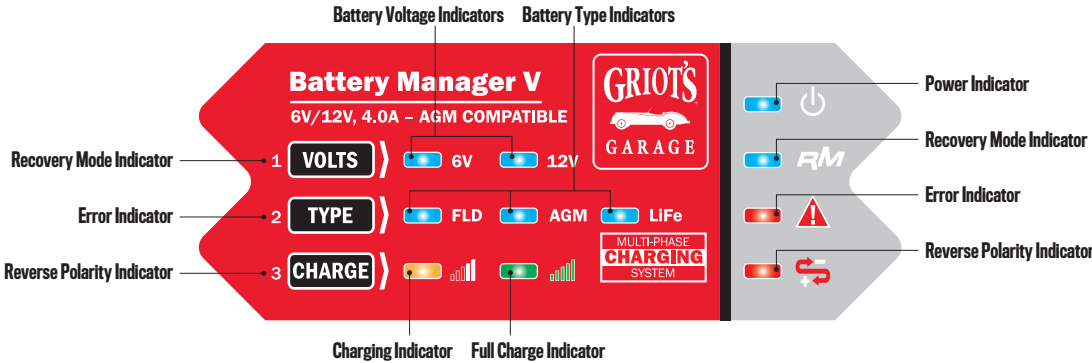 Battery Voltage Indicators
Battery Type Indicators
Battery Manager V
6V/12V, 4.0A – AGM COMPATIBLE
GRIOT'S
GARAGE
Recovery Mode Indicator
1 VOLTS 6V 12V
Error Indicator
2 TYPE FLD AGM LiFe
Reverse Polarity Indicator
3 CHARGE
MULTI-PHASE
CHARGING
SYSTEM
Power Indicator
RM Recovery Mode Indicator
Error Indicator
Reverse Polarity Indicator
Charging Indicator
Full Charge Indicator